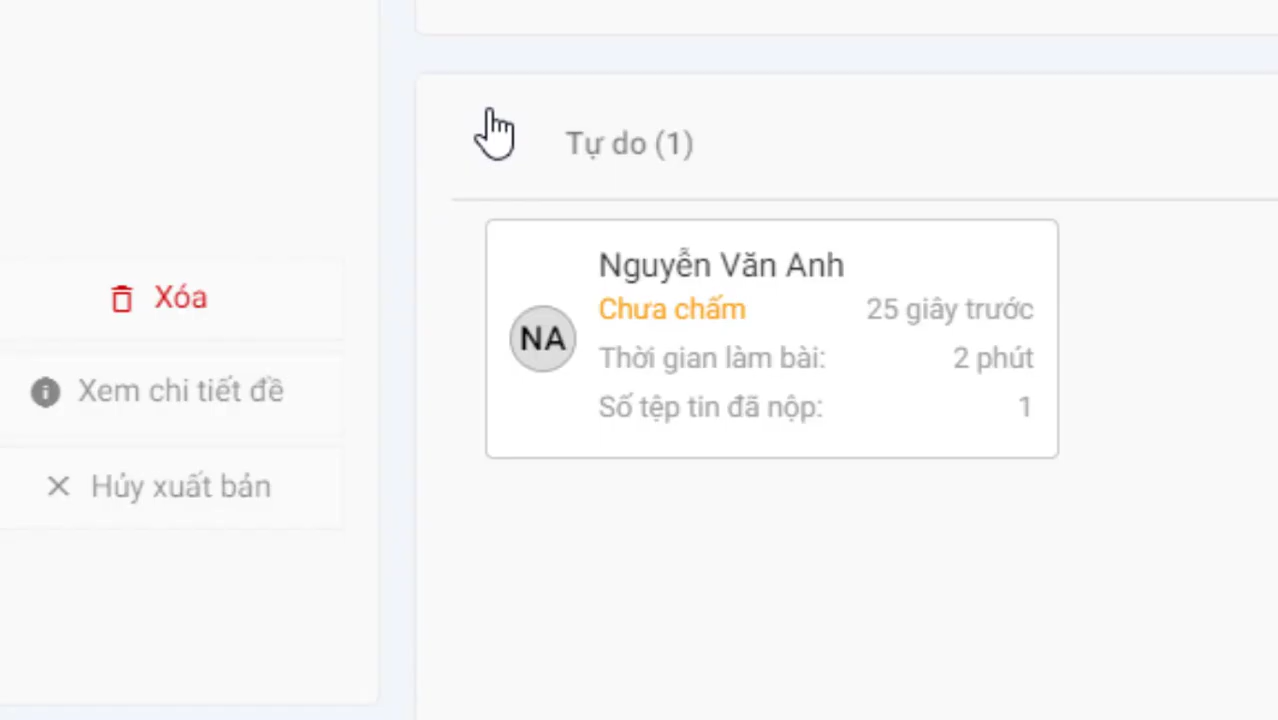 Xóa
Xem chi tiết đề
Hủy xuất bản
Tự do (1)
NA
Nguyễn Văn Anh
Chưa chấm 25 giây trước
Thời gian làm bài: 2 phút
Số tệp tin đã nộp: 1